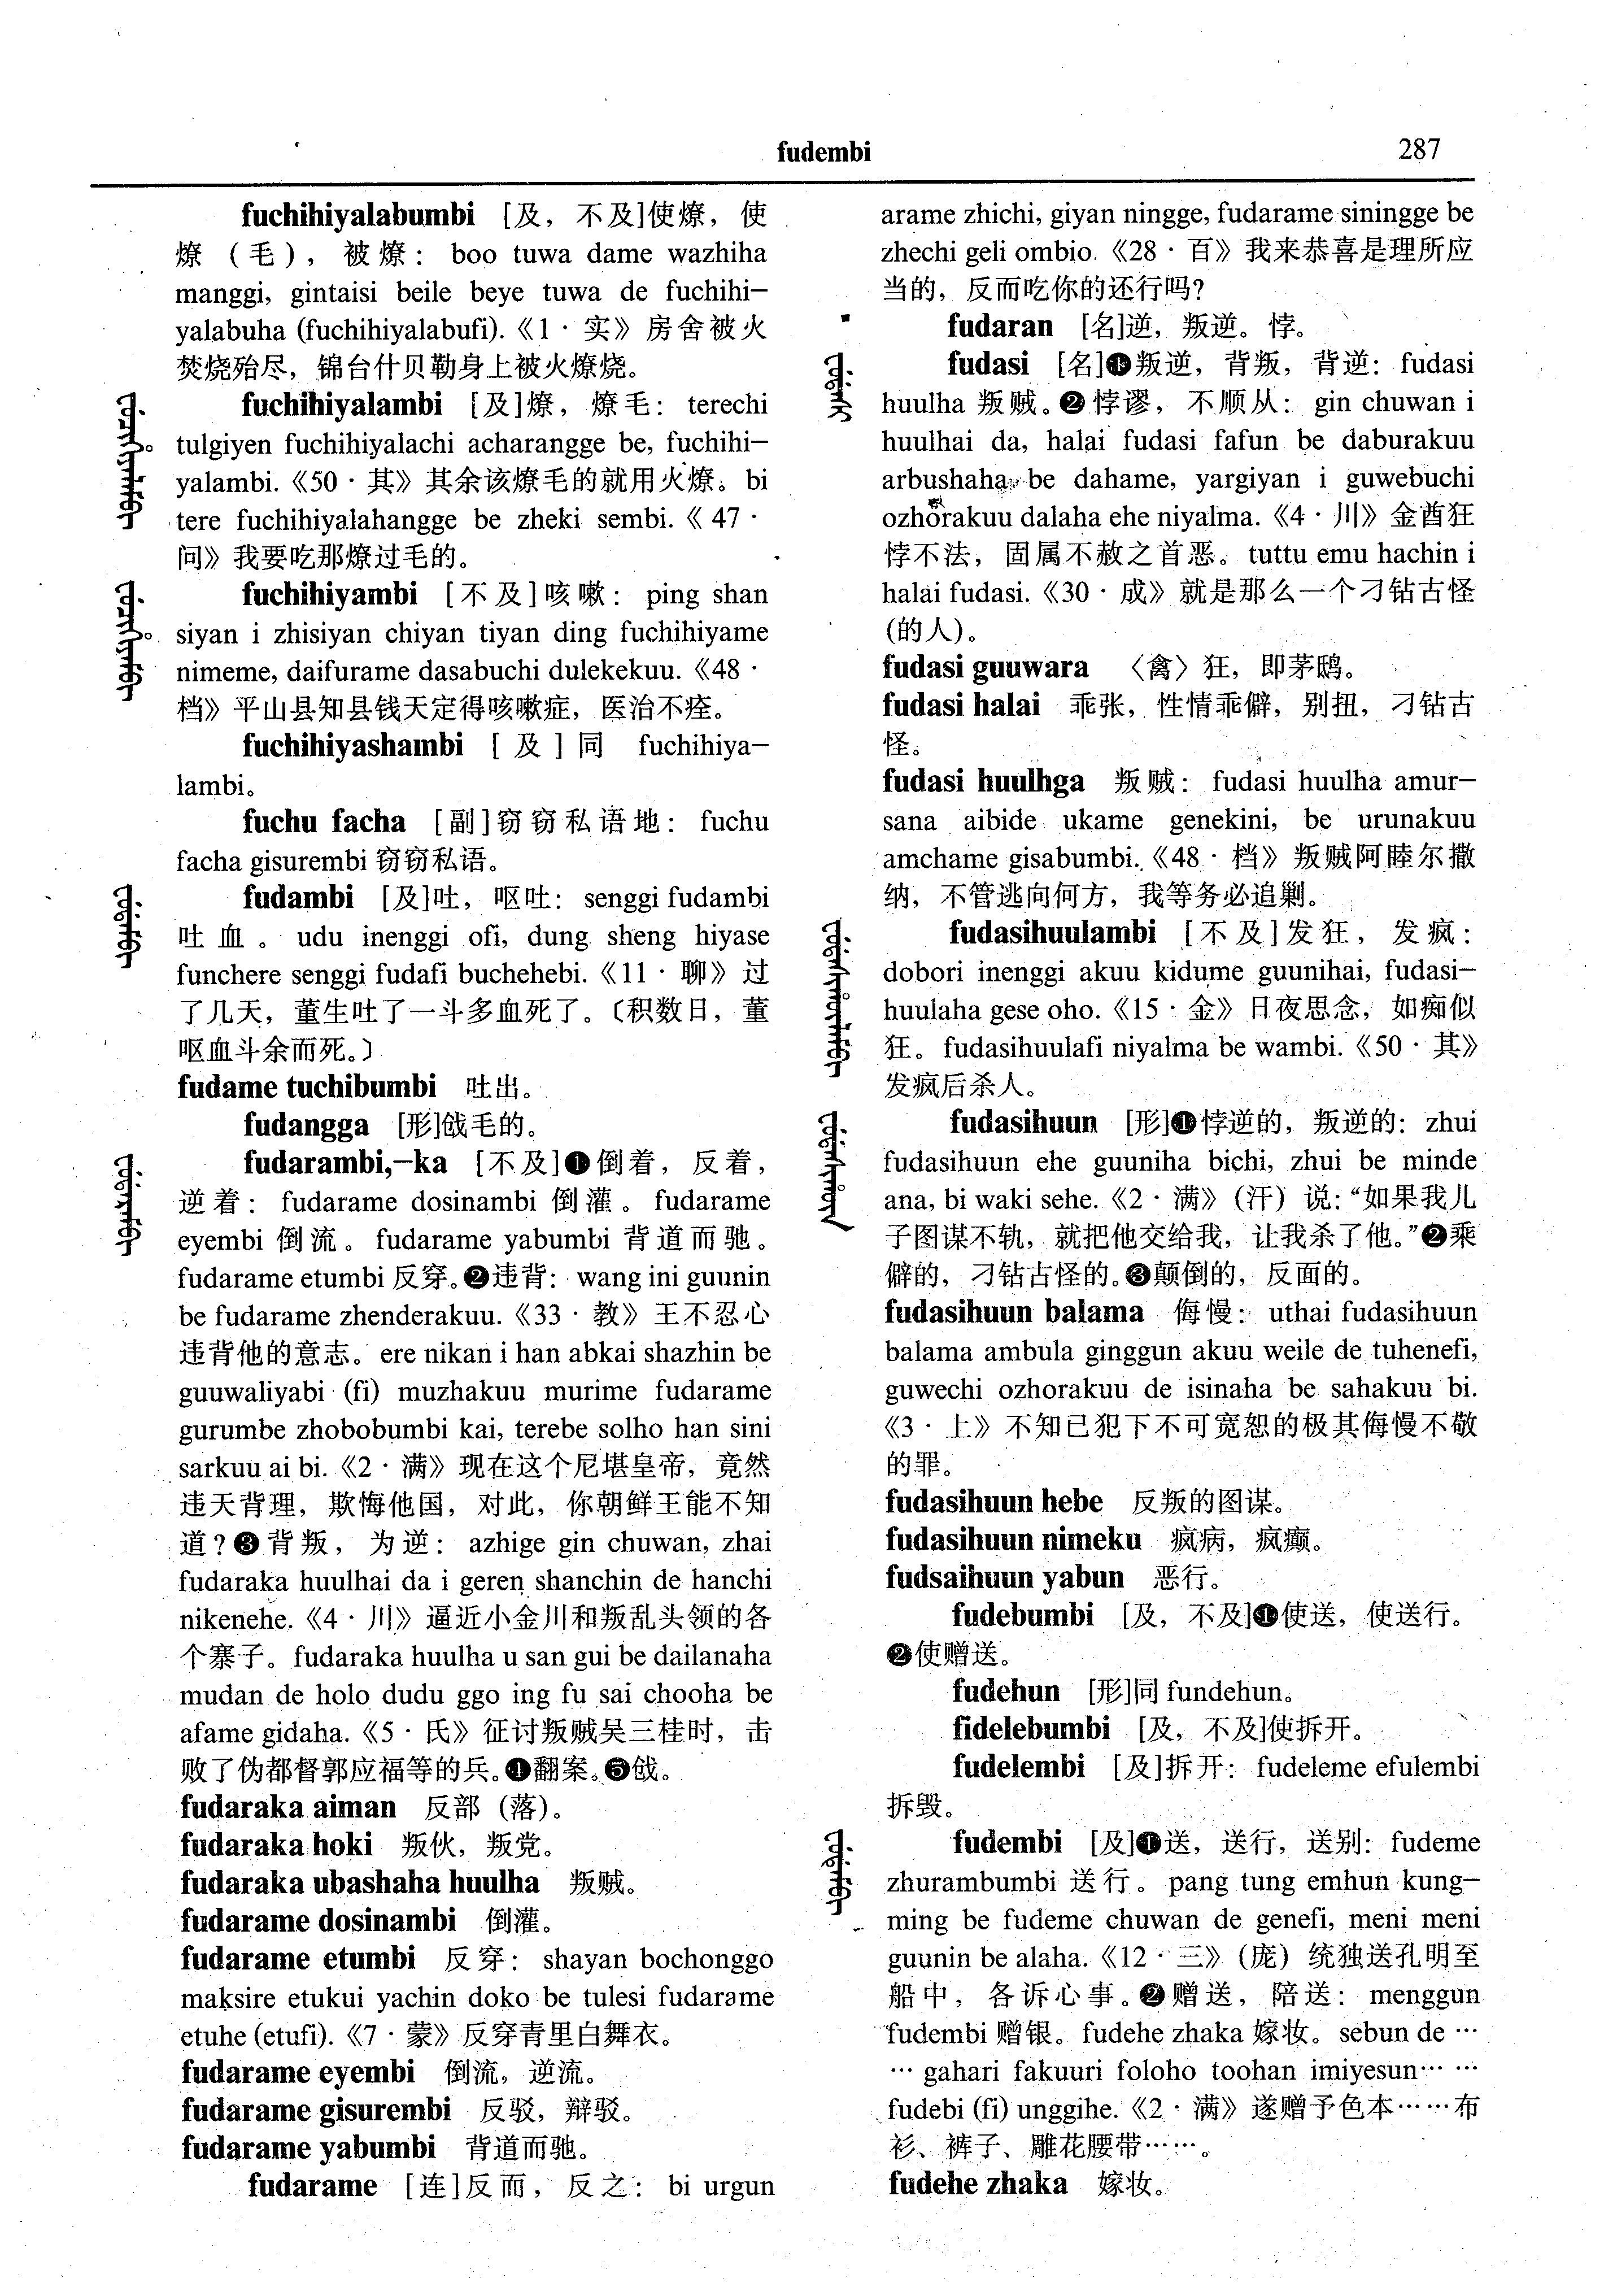 fudembi
287
fuchihiyalabumbi [及，不及]使燎，使
燎（毛），被燎：boo tuwa dame wazhiha
manggi, gintaisi beile beye tuwa de fuchihi–
yalabuha (fuchihiyalabufi).《1·实》房舍被火
焚烧殆尽，锦台什贝勒身上被火燎烧。
fuchihiyalambi [及]燎，燎毛：terechi
tulgiyen fuchihiyalachi acharangge be, fuchihi–
yalambi.《50·其》其余该燎毛的就用火燎。bi
tere fuchihiyalahangge be zheki sembi.《47·
问》我要吃那燎过毛的。
fuchihiyambi [不及]咳嗽：ping shan
siyan i zhisiyan chiyan tiyan ding fuchihiyame
nimeme, daifurame dasabuchi dulekekuu.《48·
档》平山县知县钱天定得咳嗽症，医治不痊。
fuchihiyashambi [及]同 fuchihiya–
lambi。
fuchu facha [副]窃窃私语地：fuchu
facha gisurembi 窃窃私语。
fudambi [及]吐，呕吐：senggi fudambi
吐血。udu inenggi ofi, dung sheng hiyase
funchere senggi fudafi buchehebi.《11·聊》过
了几天，董生吐了一斗多血死了。〔积数日，董
呕血斗余而死。〕
fudame tuchibumbi 吐出。
fudangga [形]戗毛的。
fudarambi,–ka [不及]❶倒着，反着，
逆着：fudarame dosinambi 倒灌。fudarame
eyembi 倒流。fudarame yabumbi 背道而驰。
fudarame etumbi 反穿。❷违背：wang ini guunin
be fudarame zhenderakuu.《33·教》王不忍心
违背他的意志。ere nikan i han abkai shazhin be
guuwaliyabi (fi) muzhakuu murime fudarame
gurumbe zhobobumbi kai, terebe solho han sini
sarkuu ai bi.《2·满》现在这个尼堪皇帝，竟然
违天背理，欺悔他国，对此，你朝鲜王能不知
道？❸背叛，为逆：azhige gin chuwan, zhai
fudaraka huulhai da i geren shanchin de hanchi
nikenehe.《4·川》逼近小金川和叛乱头领的各
个寨子。fudaraka huulha u san gui be dailanaha
mudan de holo dudu ggo ing fu sai chooha be
afame gidaha.《5·氏》征讨叛贼吴三桂时，击
败了伪都督郭应福等的兵。❹翻案。❺戗。
fudaraka aiman 反部（落）。
fudaraka hoki 叛伙，叛党。
fudaraka ubashaha huulha 叛贼。
fudarame dosinambi 倒灌。
fudarame etumbi 反穿：shayan bochonggo
maksire etukui yachin doko be tulesi fudarame
etuhe (etufi).《7·蒙》反穿青里白舞衣。
fudarame eyembi 倒流，逆流。
fudarame gisurembi 反驳，辩驳。
fudarame yabumbi 背道而驰。
fudarame [连]反而，反之：bi urgun
arame zhichi, giyan ningge, fudarame siningge be
zhechi geli ombio.《28·百》我来恭喜是理所应
当的，反而吃你的还行吗？
fudaran [名]逆，叛逆。悖。
fudasi [名]❶叛逆，背叛，背逆：fudasi
huulha 叛贼。❷悖谬，不顺从：gin chuwan i
huulhai da, halai fudasi fafun be daburakuu
arbushaha be dahame, yargiyan i guwebuchi
ozhorakuu dalaha ehe niyalma.《4·川》金酋狂
悖不法，固属不赦之首恶。tuttu emu hachin i
halai fudasi.《30·成》就是那么一个刁钻古怪
（的人）。
fudasi guuwara 〈禽〉狂，即茅鸱。
fudasi halai 乖张，性情乖僻，别扭，刁钻古
怪。
fudasi huulhga 叛贼：fudasi huulha amur–
sana aibide ukame genekini, be urunakuu
amchame gisabumbi.《48·档》叛贼阿睦尔撒
纳，不管逃向何方，我等务必追剿。
fudasihuulambi [不及]发狂，发疯：
dobori inenggi akuu kidume guunihai, fudasi–
huulaha gese oho.《15·金》日夜思念，如痴似
狂。fudasihuulafi niyalma be wambi.《50·其》
发疯后杀人。
fudasihuun [形]❶悖逆的，叛逆的：zhui
fudasihuun ehe guuniha bichi, zhui be minde
ana, bi waki sehe.《2·满》（汗）说：“如果我儿
子图谋不轨，就把他交给我，让我杀了他。”❷乘
僻的，刁钻古怪的。❸颠倒的，反面的。
fudasihuun balama 侮慢：uthai fudasihuun
balama ambula ginggun akuu weile de tuhenefi,
guwechi ozhorakuu de isinaha be sahakuu bi.
《3·上》不知已犯下不可宽恕的极其侮慢不敬
的罪。
fudasihuun hebe 反叛的图谋。
fudasihuun nimeku 疯病，疯癫。
fudsaihuun yabun 恶行。
fudebumbi [及，不及]❶使送，使送行。
❷使赠送。
fudehun [形]同 fundehun。
fidelebumbi [及，不及]使拆开。
fudelembi [及]拆开：fudeleme efulembi
拆毁。
fudembi [及]❶送，送行，送别：fudeme
zhurambumbi 送行。pang tung emhun kung–
ming be fudeme chuwan de genefi, meni meni
guunin be alaha.《12·三》（庞）统独送孔明至
船中，各诉心事。❷赠送，陪送：menggun
fudembi 赠银。fudehe zhaka 嫁妆。sebun de …
… gahari fakuuri foloho toohan imiyesun… …
fudebi (fi) unggihe.《2·满》遂赠予色本……布
衫、裤子、雕花腰带……。
fudehe zhaka 嫁妆。